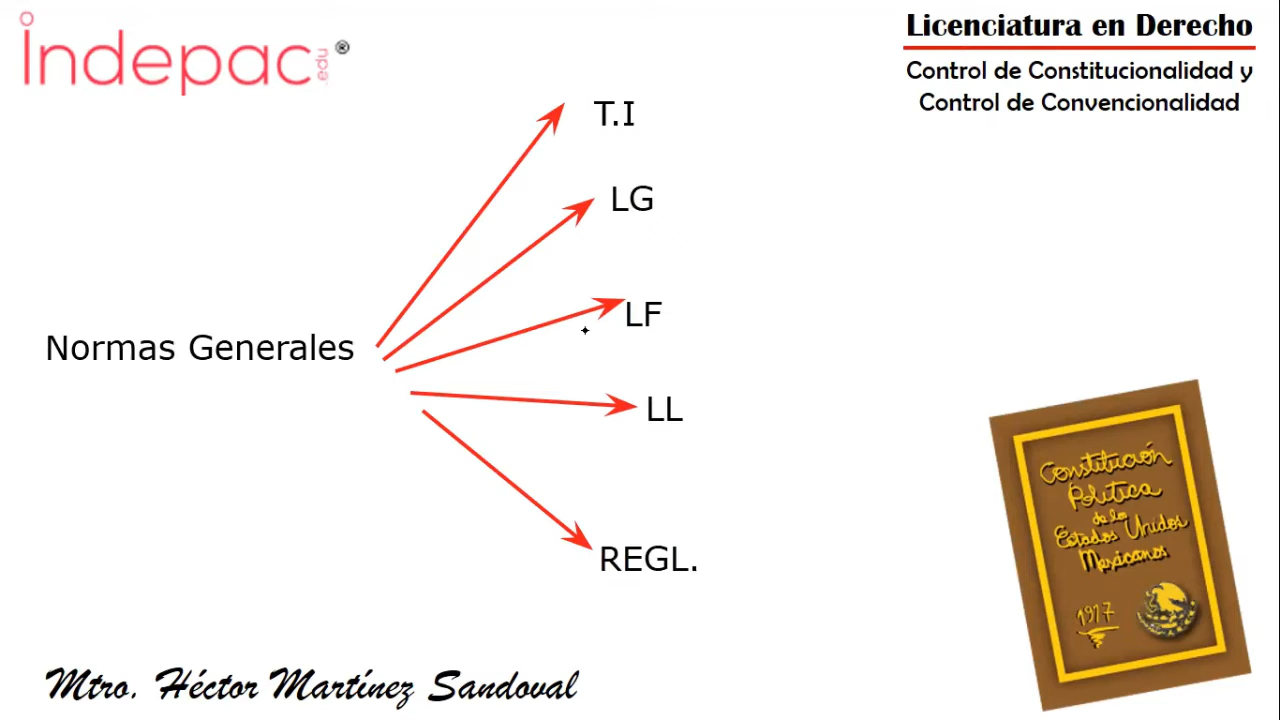 indepac.edu®
Licenciatura en Derecho
Control de Constitucionalidad y
Control de Convencionalidad
T.I
LG
LF
Normas Generales
LL
REGL.
Constitución
Política
de los
Estados Unidos
Mexicanos
1917
Mtro. Héctor Martínez Sandoval